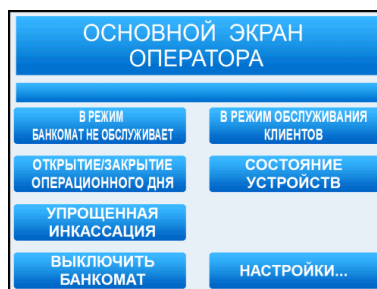 ОСНОВНОЙ ЭКРАН
ОПЕРАТОРА
В РЕЖИМ
БАНКОМАТ НЕ ОБСЛУЖИВАЕТ
В РЕЖИМ ОБСЛУЖИВАНИЯ
КЛИЕНТОВ
ОТКРЫТИЕ/ЗАКРЫТИЕ
ОПЕРАЦИОННОГО ДНЯ
СОСТОЯНИЕ
УСТРОЙСТВ
УПРОЩЕННАЯ
ИНКАССАЦИЯ
ВЫКЛЮЧИТЬ
БАНКОМАТ
НАСТРОЙКИ...